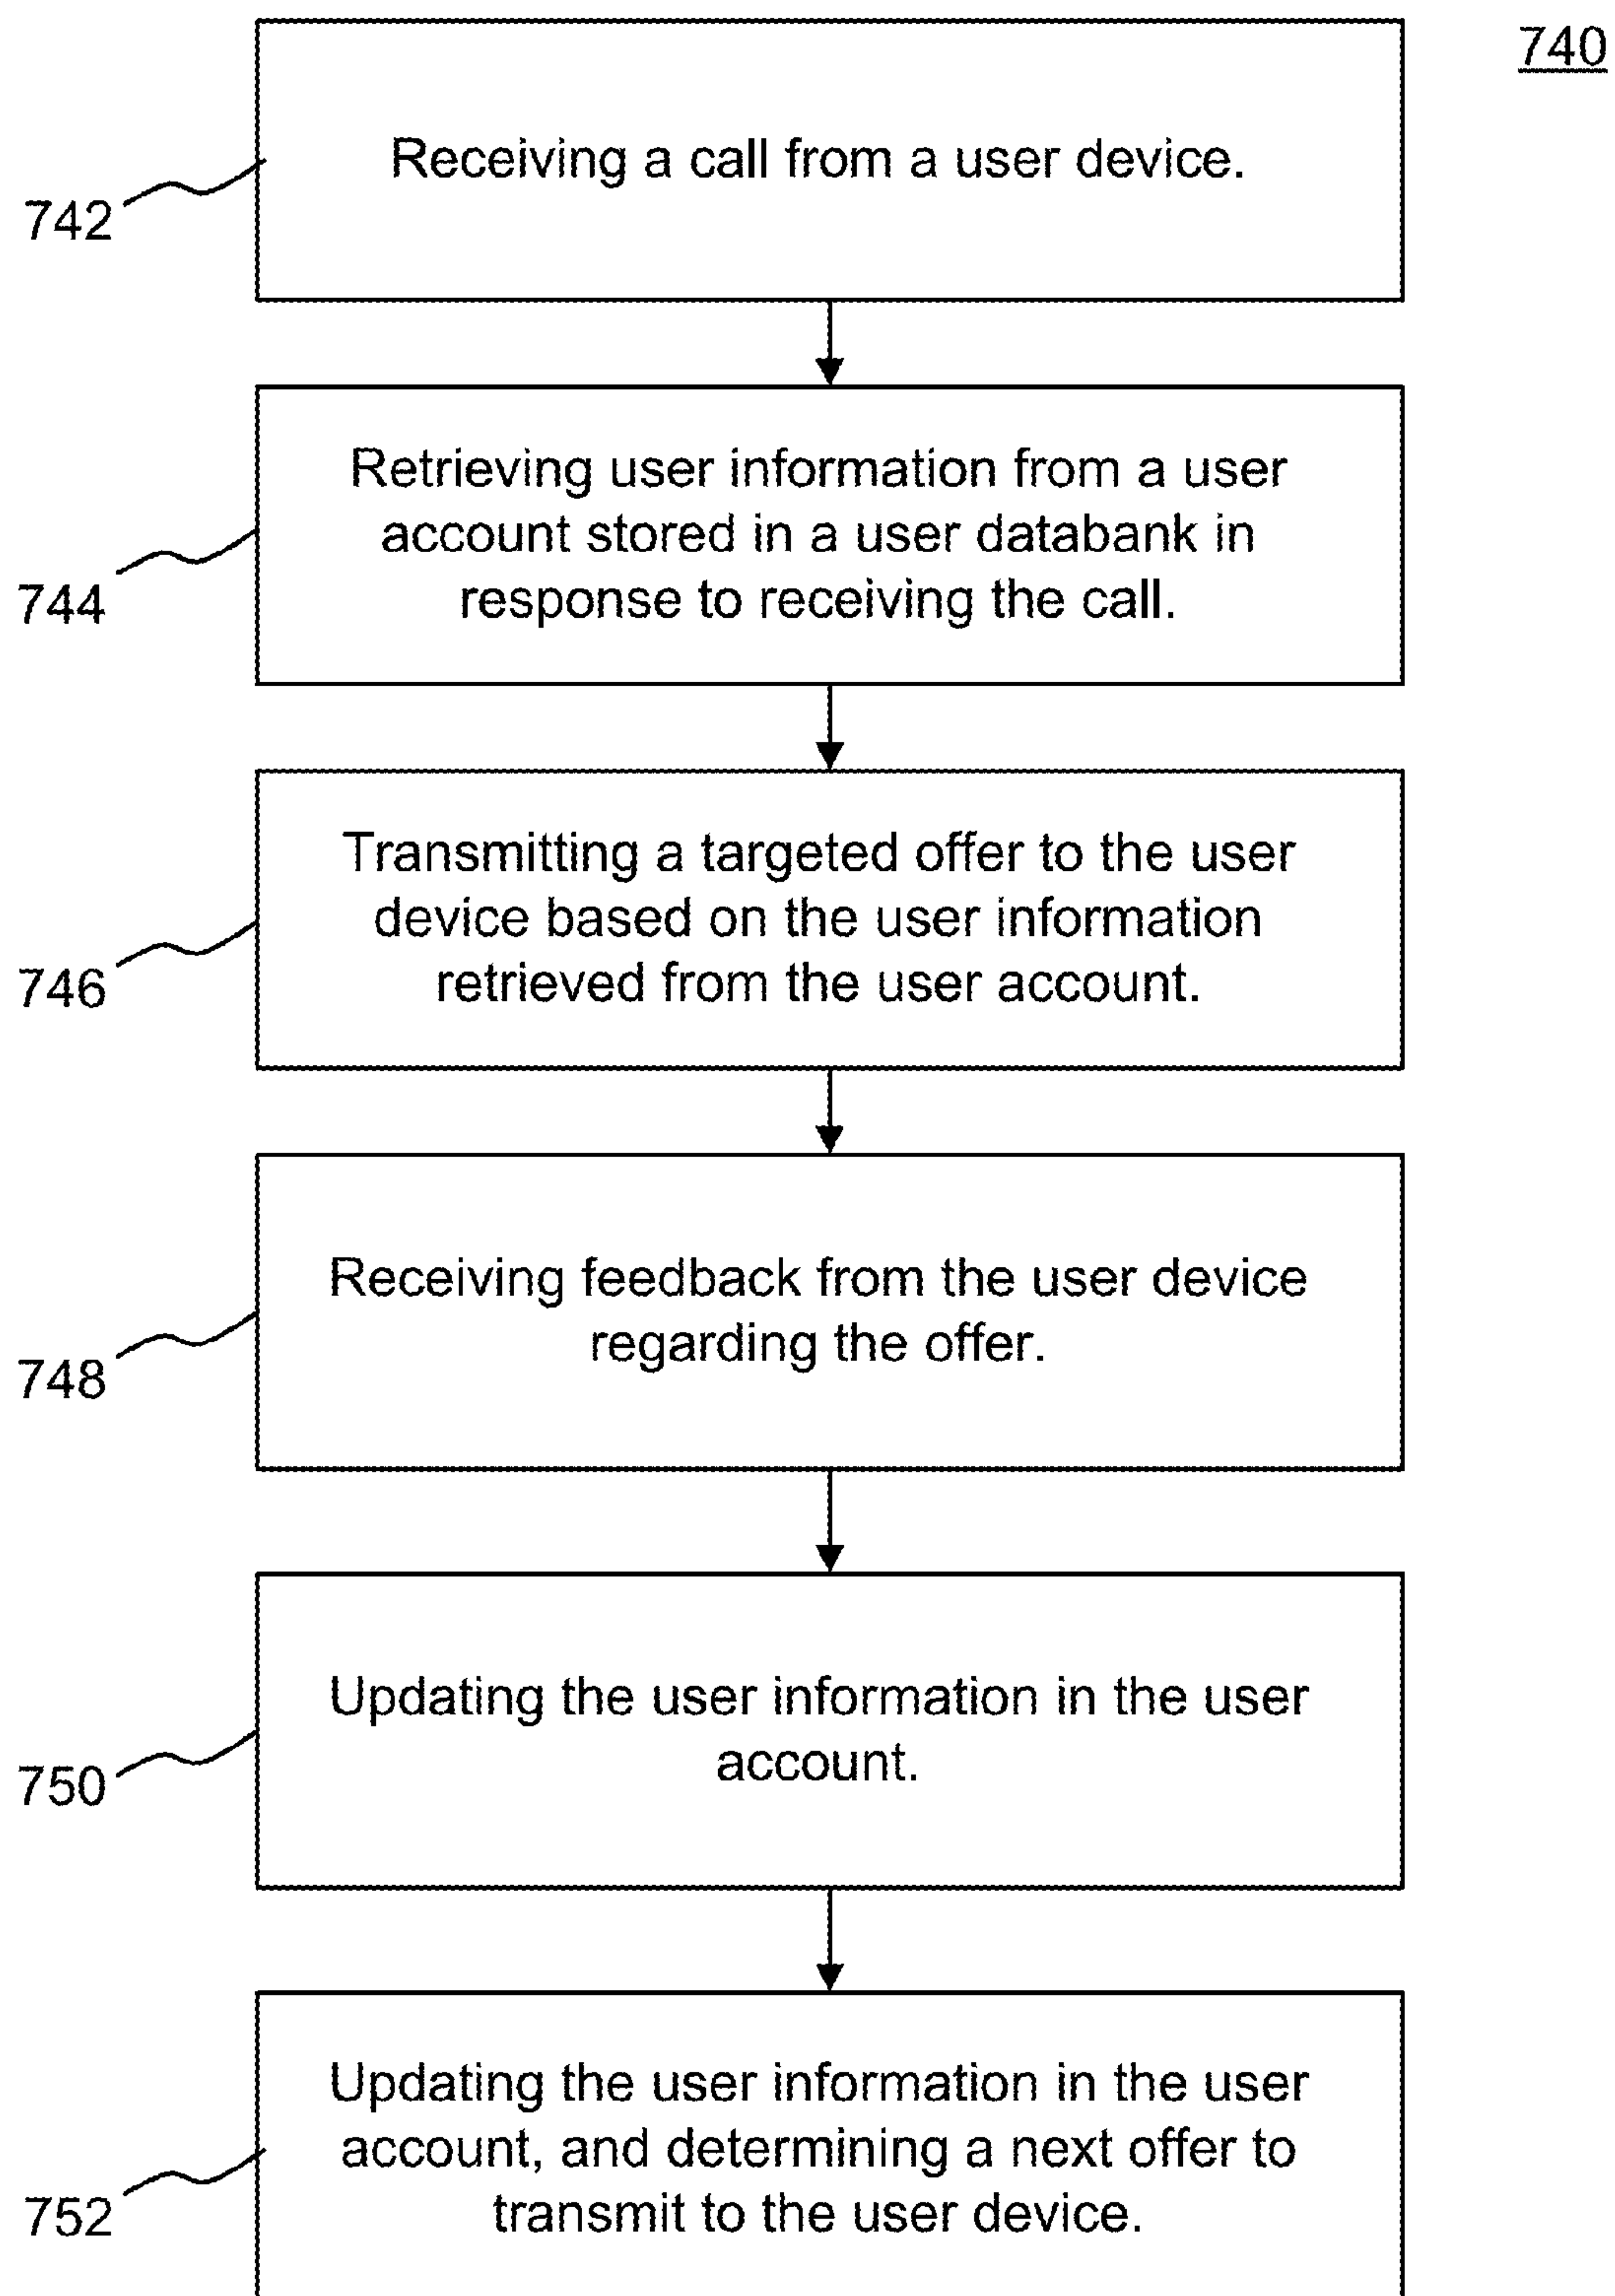 740
Receiving a call from a user device.
742
Retrieving user information from a user
account stored in a user databank in
response to receiving the call.
744
Transmitting a targeted offer to the user
device based on the user information
retrieved from the user account.
746
Receiving feedback from the user device
regarding the offer.
748
Updating the user information in the user
account.
750
Updating the user information in the user
account, and determining a next offer to
transmit to the user device.
752